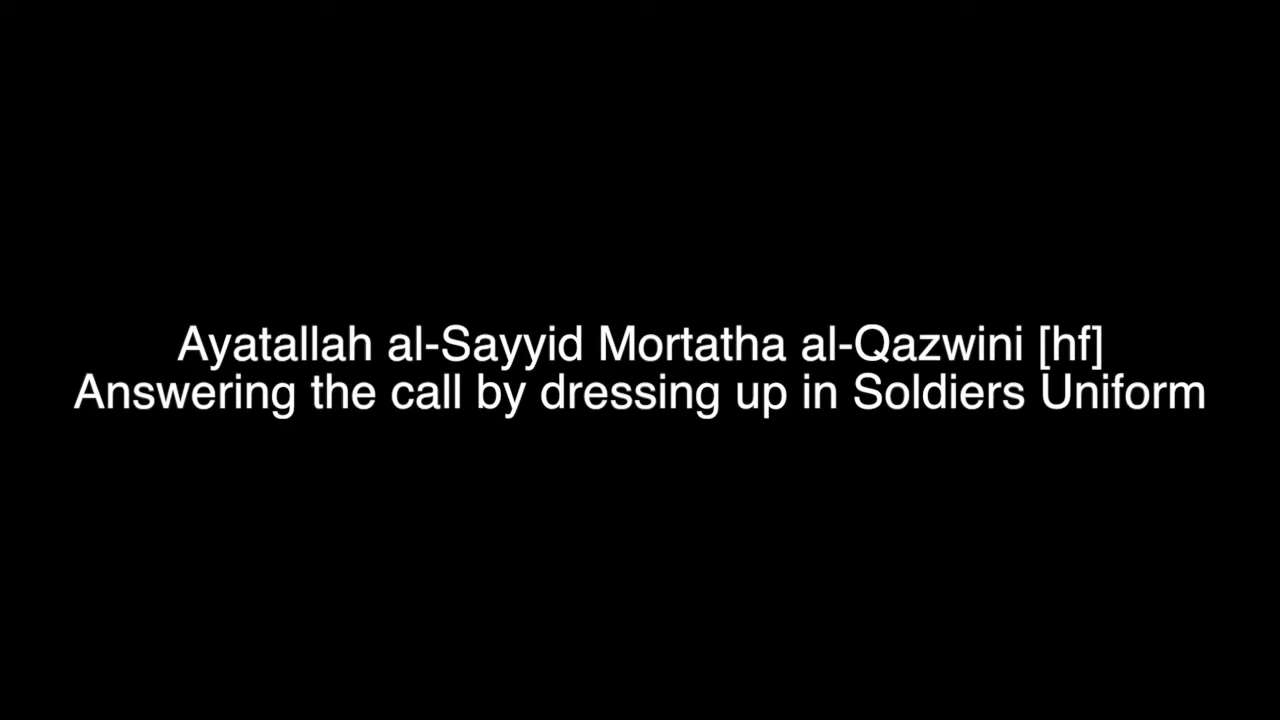 Ayatallah al-Sayyid Mortatha al-Qazwini [hf]
Answering the call by dressing up in Soldiers Uniform